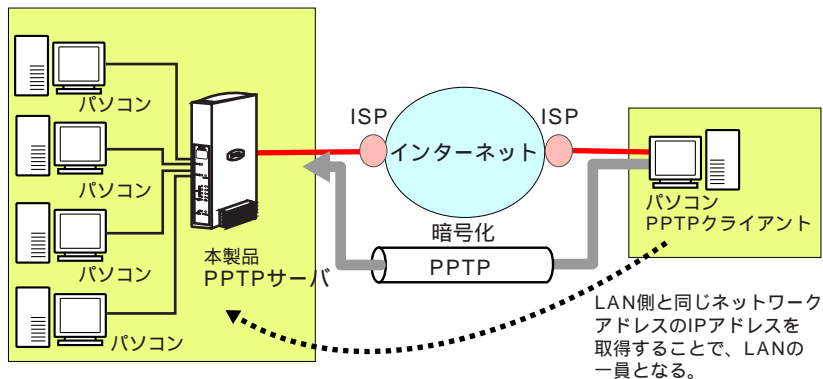 パソコン
パソコン
パソコン
パソコン
本製品
PPTPサーバ
ISP
インターネット
ISP
暗号化
PPTP
パソコン
PPTPクライアント
LAN側と同じネットワーク
アドレスのIPアドレスを
取得することで、LANの
一員となる。